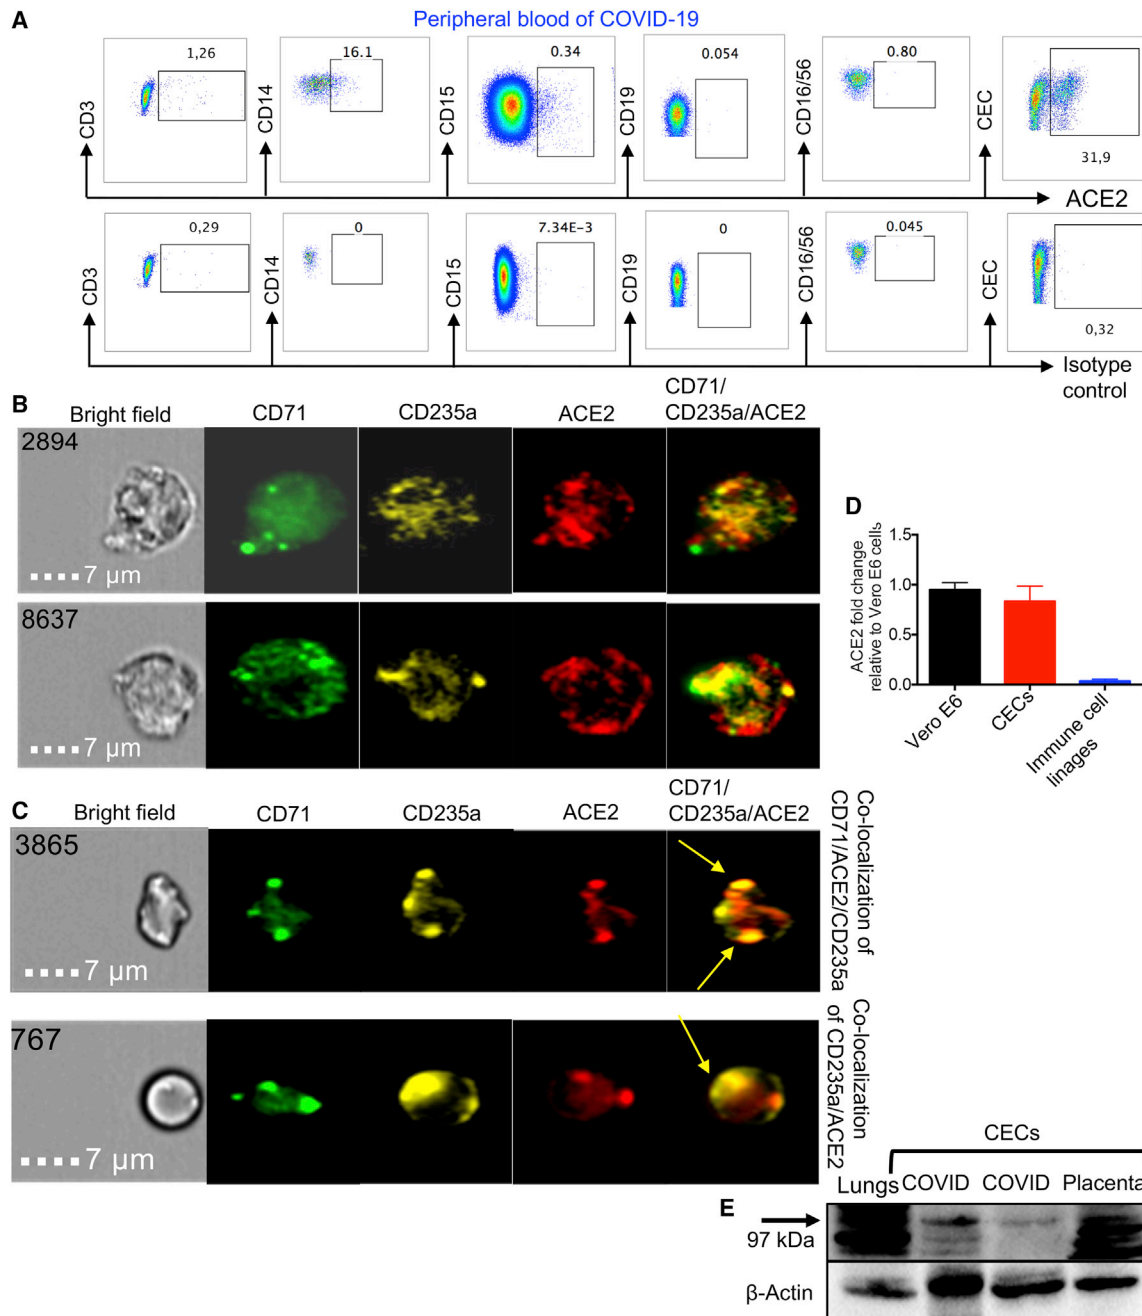 A
Peripheral blood of COVID-19
CD3
1,26
CD14
16.1
CD15
0.34
CD19
0.054
CD16/56
0.80
CEC
31,9
ACE2
CD3
0,29
CD14
0
CD15
7.34E-3
CD19
0
CD16/56
0.045
CEC
0,32
Isotype
control
B
Bright field
CD71
CD235a
ACE2
CD71/
CD235a/ACE2
2894
7 μm
8637
7 μm
D
ACE2 fold change
relative to Vero E6 cells
1.5
1.0
0.5
0.0
Vero E6
CECs
Immune cell
linages
C
Bright field
CD71
CD235a
ACE2
CD71/
CD235a/ACE2
3865
7 μm
Co-localization of
CD71/ACE2/CD235a
767
7 μm
Co-localization
of CD235a/ACE2
E
CECs
Lungs COVID COVID Placenta
97 kDa
β-Actin